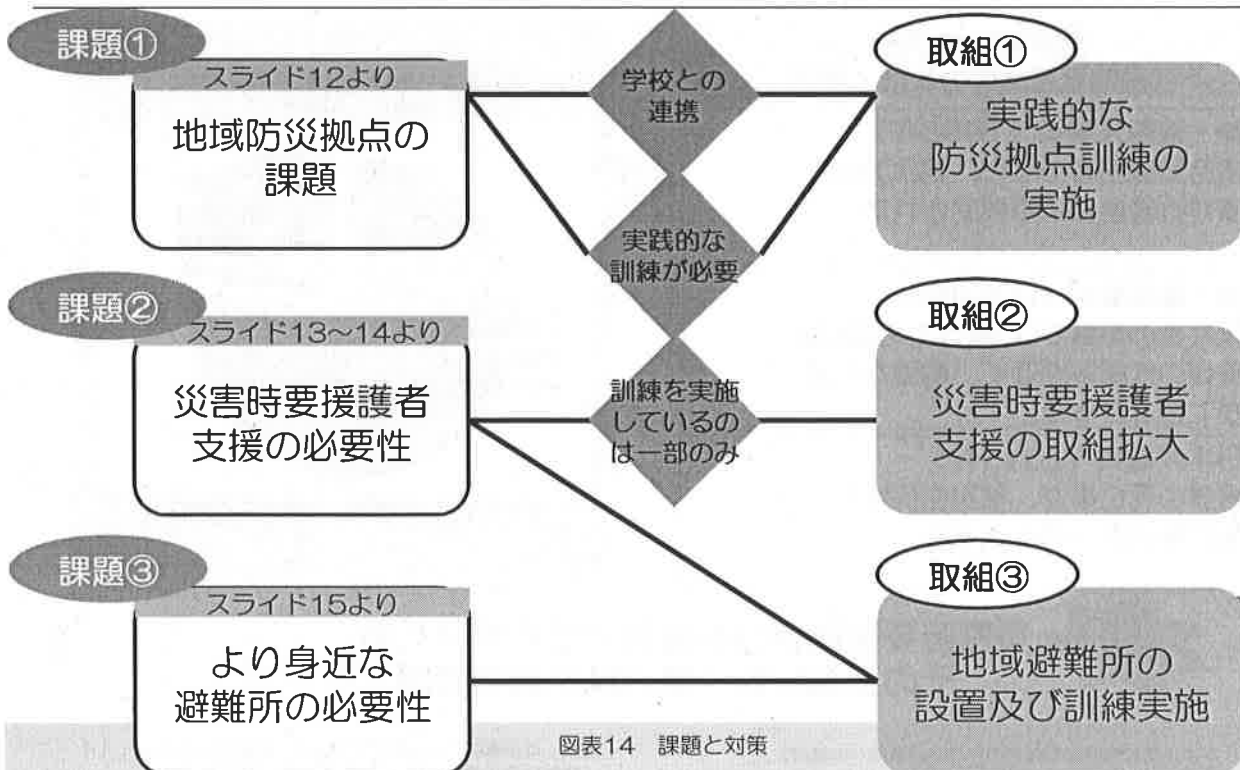 課題①
スライド12より
地域防災拠点の
課題
学校との
連携
実践的な
訓練が必要
取組①
実践的な
防災拠点訓練の
実施
課題②
スライド13~14より
災害時要援護者
支援の必要性
訓練を実施
しているの
は一部のみ
取組②
災害時要援護者
支援の取組拡大
課題③
スライド15より
より身近な
避難所の必要性
取組③
地域避難所の
設置及び訓練実施
図表14 課題と対策